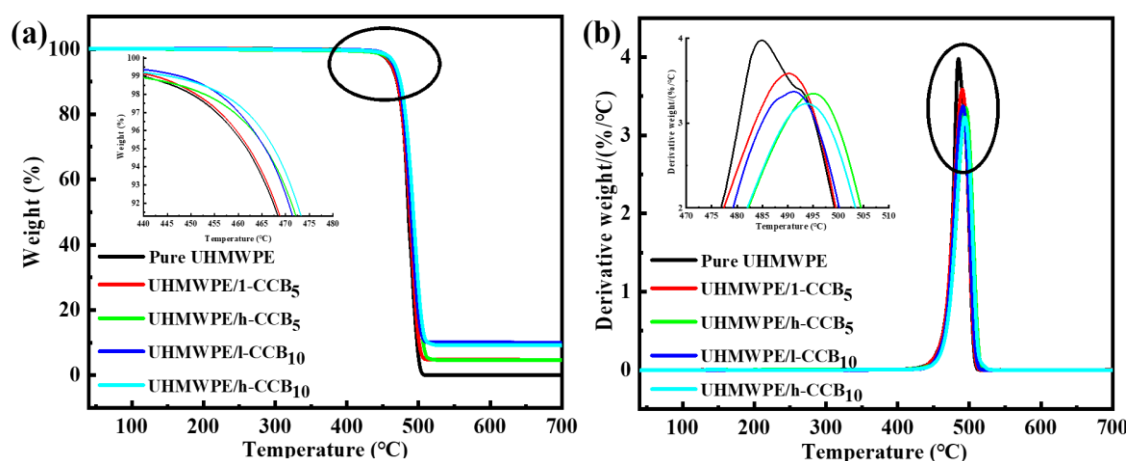 (a)
100
80
60
40
20
0
Weight (%)
100
99
98
97
96
95
94
93
92
Weight (%)
440 445 450 455 460 465 470 475 480
Temperature (°C)
Pure UHMWPE
UHMWPE/1-CCB5
UHMWPE/h-CCB5
UHMWPE/l-CCB10
UHMWPE/h-CCB10
100 200 300 400 500 600 700
Temperature (°C)
(b)
4
3
2
1
0
Derivative weight/(%/°C)
4
3
2
Derivative weight/(%/°C)
470 475 480 485 490 495 500 505 510
Temperature (°C)
Pure UHMWPE
UHMWPE/1-CCB5
UHMWPE/h-CCB5
UHMWPE/l-CCB10
UHMWPE/h-CCB10
100 200 300 400 500 600 700
Temperature (°C)